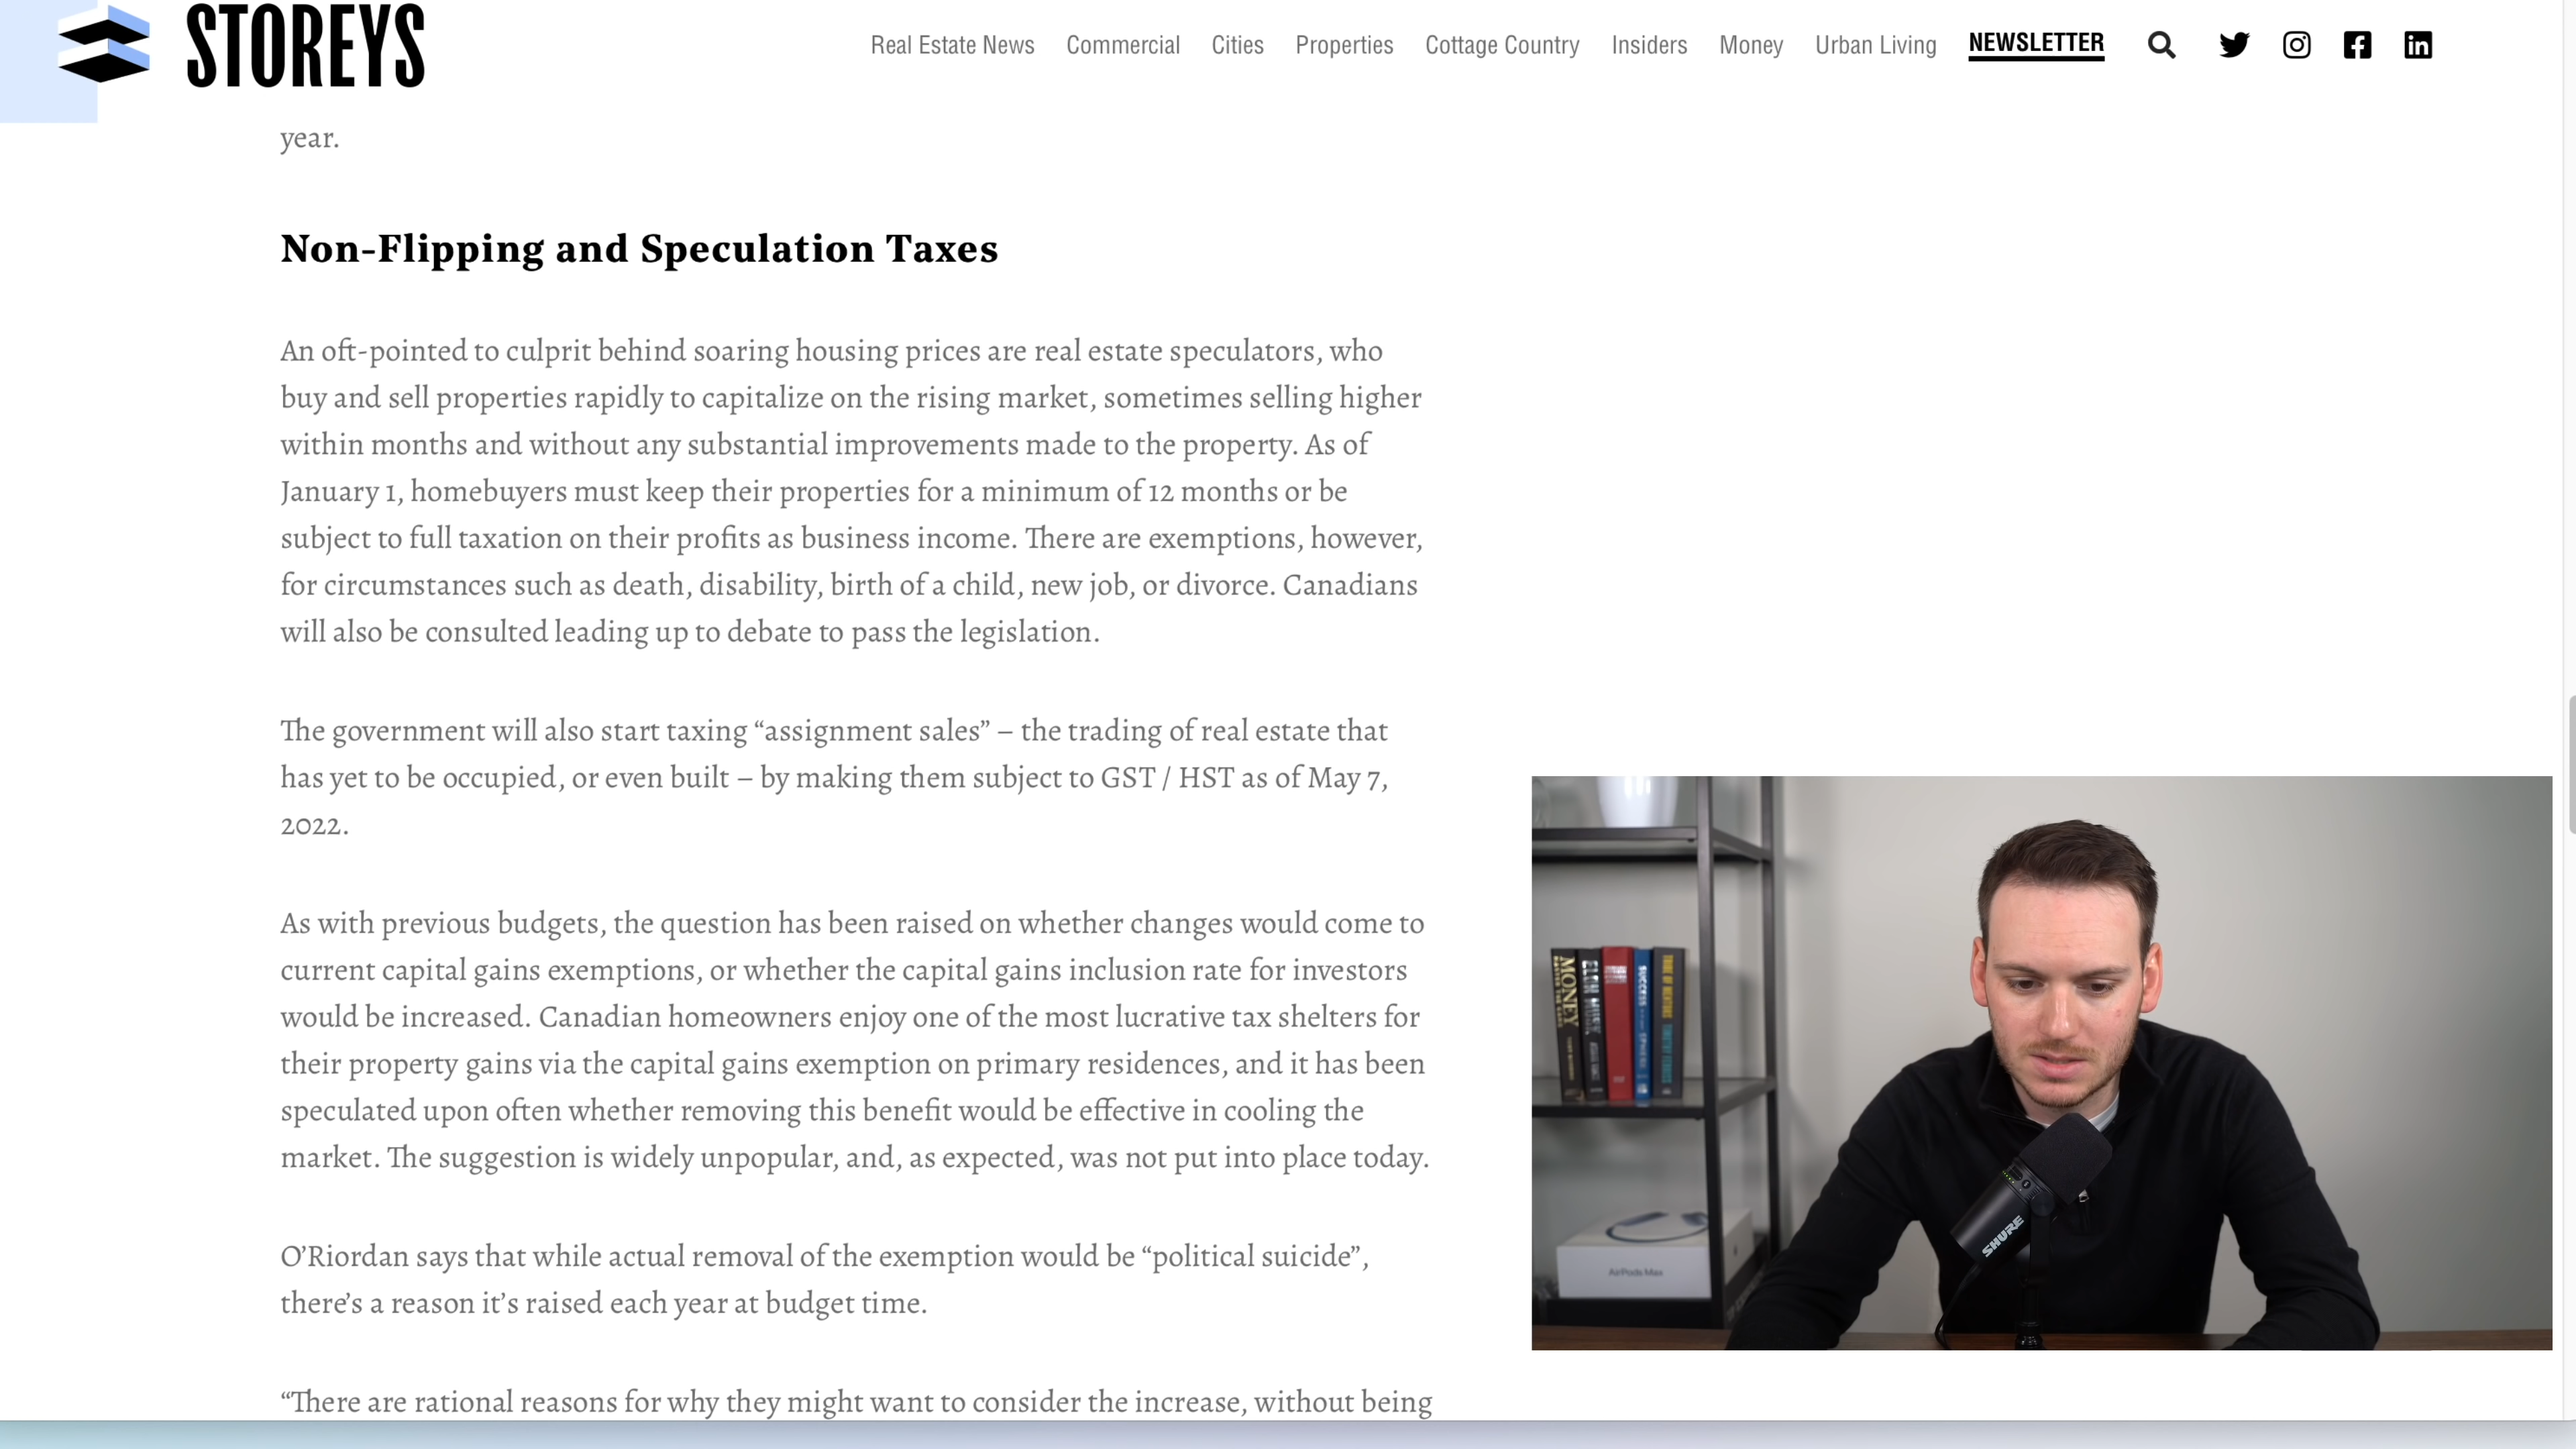 STOREYS
Real Estate News Commercial Cities Properties Cottage Country Insiders Money Urban Living NEWSLETTER
year.
Non-Flipping and Speculation Taxes
An oft-pointed to culprit behind soaring housing prices are real estate speculators, who
buy and sell properties rapidly to capitalize on the rising market, sometimes selling higher
within months and without any substantial improvements made to the property. As of
January 1, homebuyers must keep their properties for a minimum of 12 months or be
subject to full taxation on their profits as business income. There are exemptions, however,
for circumstances such as death, disability, birth of a child, new job, or divorce. Canadians
will also be consulted leading up to debate to pass the legislation.
The government will also start taxing “assignment sales” – the trading of real estate that
has yet to be occupied, or even built – by making them subject to GST / HST as of May 7,
2022.
As with previous budgets, the question has been raised on whether changes would come to
current capital gains exemptions, or whether the capital gains inclusion rate for investors
would be increased. Canadian homeowners enjoy one of the most lucrative tax shelters for
their property gains via the capital gains exemption on primary residences, and it has been
speculated upon often whether removing this benefit would be effective in cooling the
market. The suggestion is widely unpopular, and, as expected, was not put into place today.
O’Riordan says that while actual removal of the exemption would be “political suicide”,
there’s a reason it’s raised each year at budget time.
“There are rational reasons for why they might want to consider the increase, without being
MONEY
ELON MUSK
SUCCESS
AirPods Max
SHURE